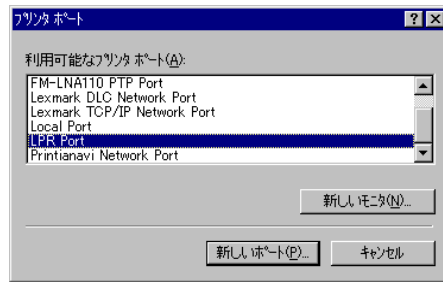 プリンタ ポート
利用可能なプリンタ ポート(A):
FM-LNA110 PTP Port
Lexmark DLC Network Port
Lexmark TCP/IP Network Port
Local Port
LPR Port
Printianavi Network Port
新しいモニタ(N)...
新しいポート(P)...
キャンセル